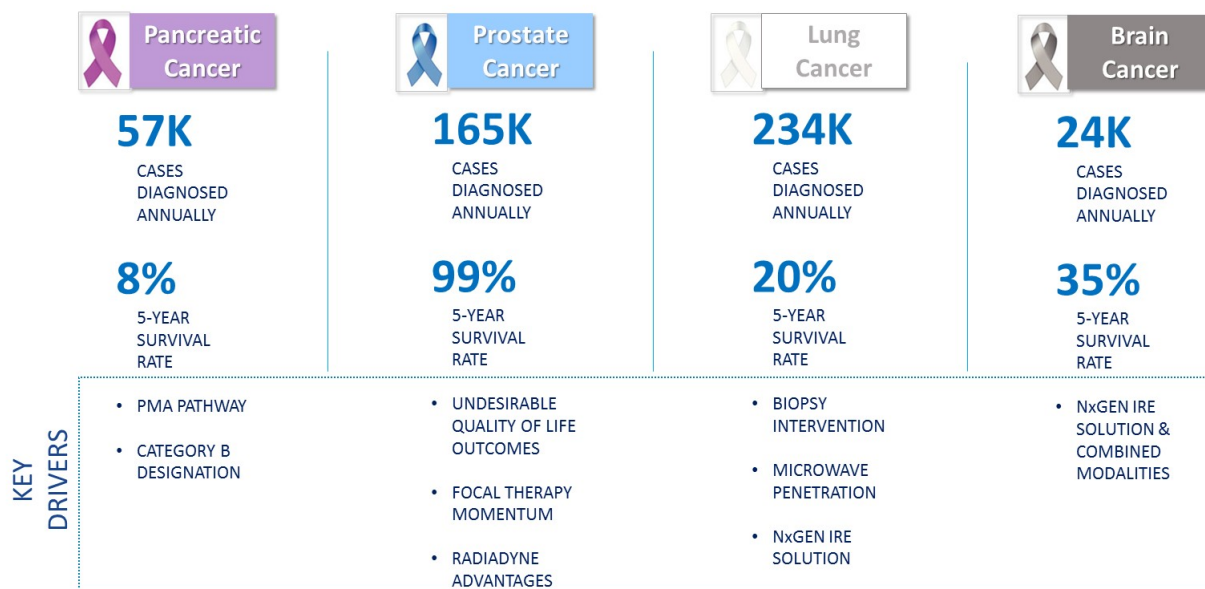 Pancreatic
Cancer
Prostate
Cancer
Lung
Cancer
Brain
Cancer
57K
CASES
DIAGNOSED
ANNUALLY
165K
CASES
DIAGNOSED
ANNUALLY
234K
CASES
DIAGNOSED
ANNUALLY
24K
CASES
DIAGNOSED
ANNUALLY
8%
5-YEAR
SURVIVAL
RATE
99%
5-YEAR
SURVIVAL
RATE
20%
5-YEAR
SURVIVAL
RATE
35%
5-YEAR
SURVIVAL
RATE
KEY
DRIVERS
• PMA PATHWAY
• CATEGORY B
DESIGNATION
• UNDESIRABLE
QUALITY OF LIFE
OUTCOMES
• FOCAL THERAPY
MOMENTUM
• RADIADYNE
ADVANTAGES
• BIOPSY
INTERVENTION
• MICROWAVE
PENETRATION
• NxGEN IRE
SOLUTION
• NxGEN IRE
SOLUTION &
COMBINED
MODALITIES